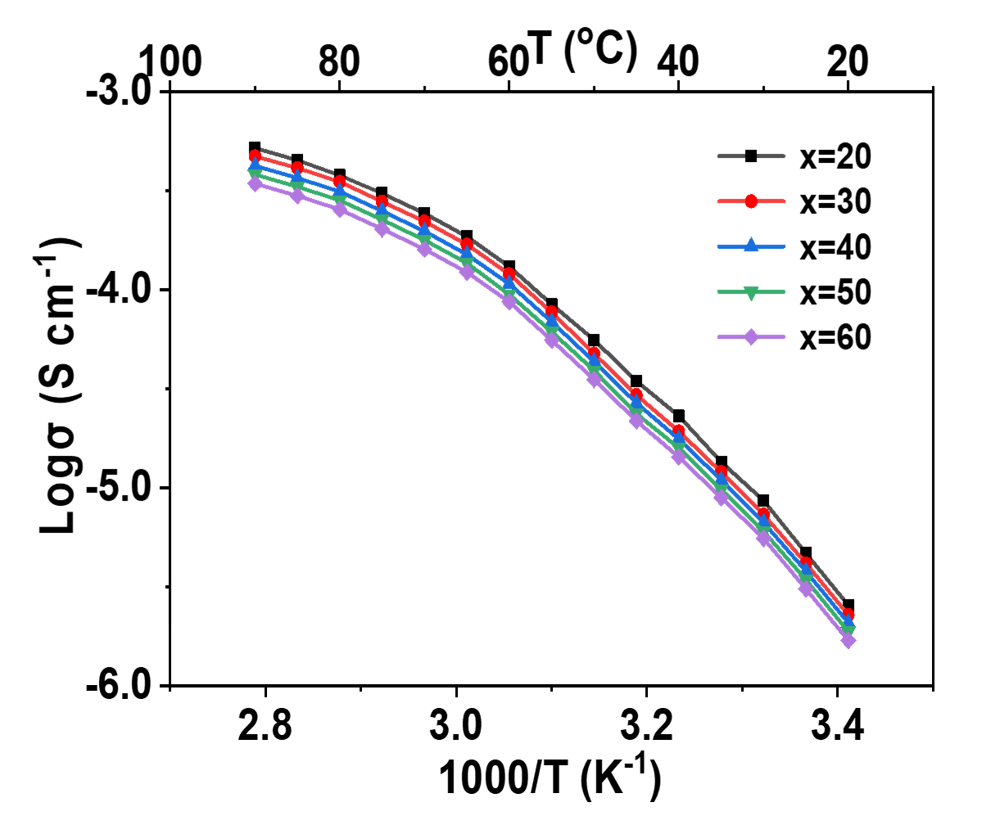 T (°C)
100 80 60 40 20
-3.0
-4.0
-5.0
-6.0
Logσ (S cm⁻¹)
x=20
x=30
x=40
x=50
x=60
2.8 3.0 3.2 3.4
1000/T (K⁻¹)